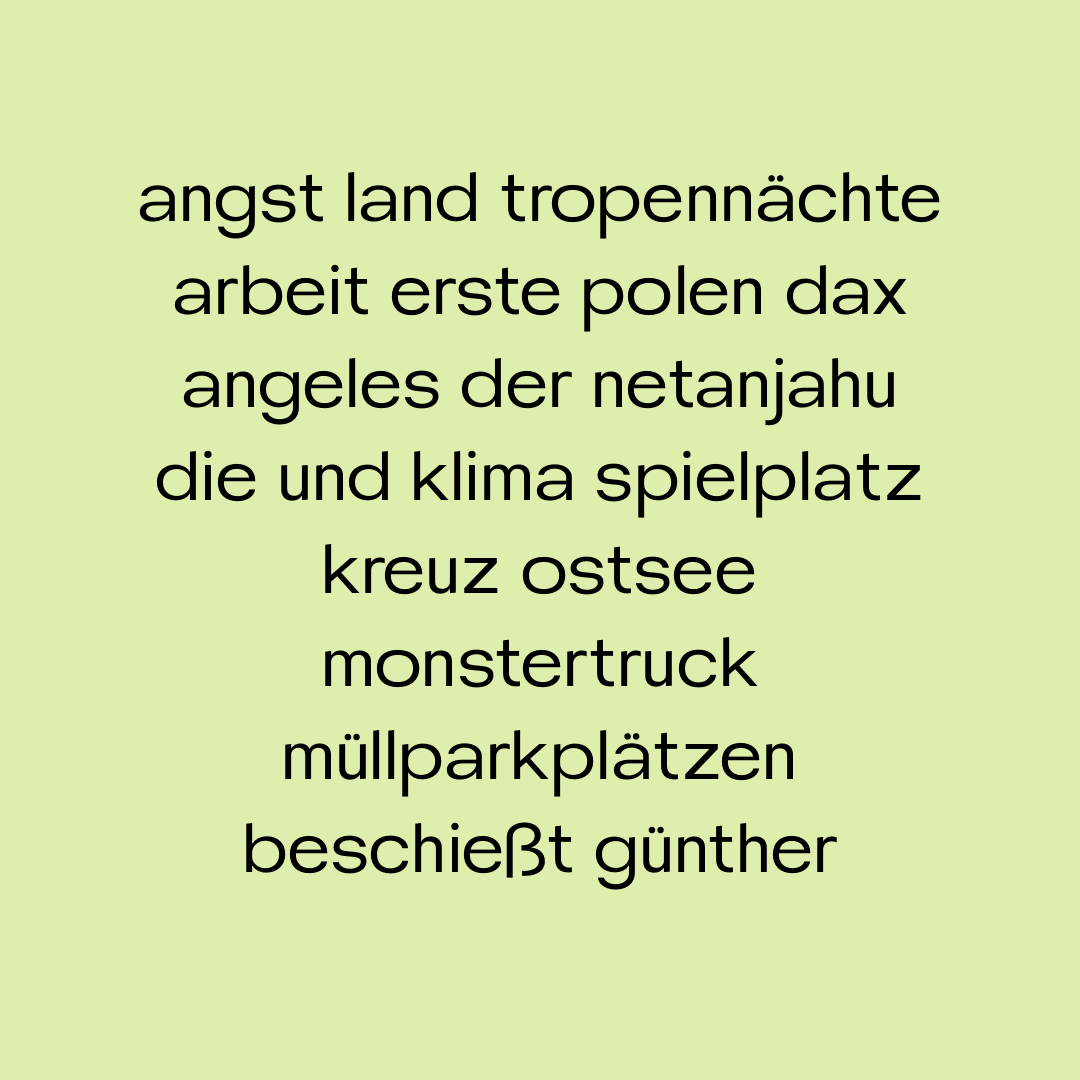 angst land tropennächte
arbeit erste polen dax
angeles der netanjahu
die und klima spielplatz
kreuz ostsee
monstertruck
müllparkplätzen
beschießt günther